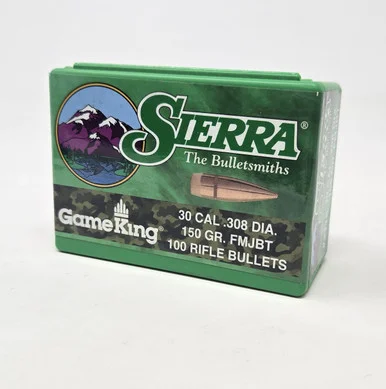 SIERRA®
The Bulletsmiths
GameKing®
30 CAL .308 DIA.
150 GR. FMJBT
100 RIFLE BULLETS